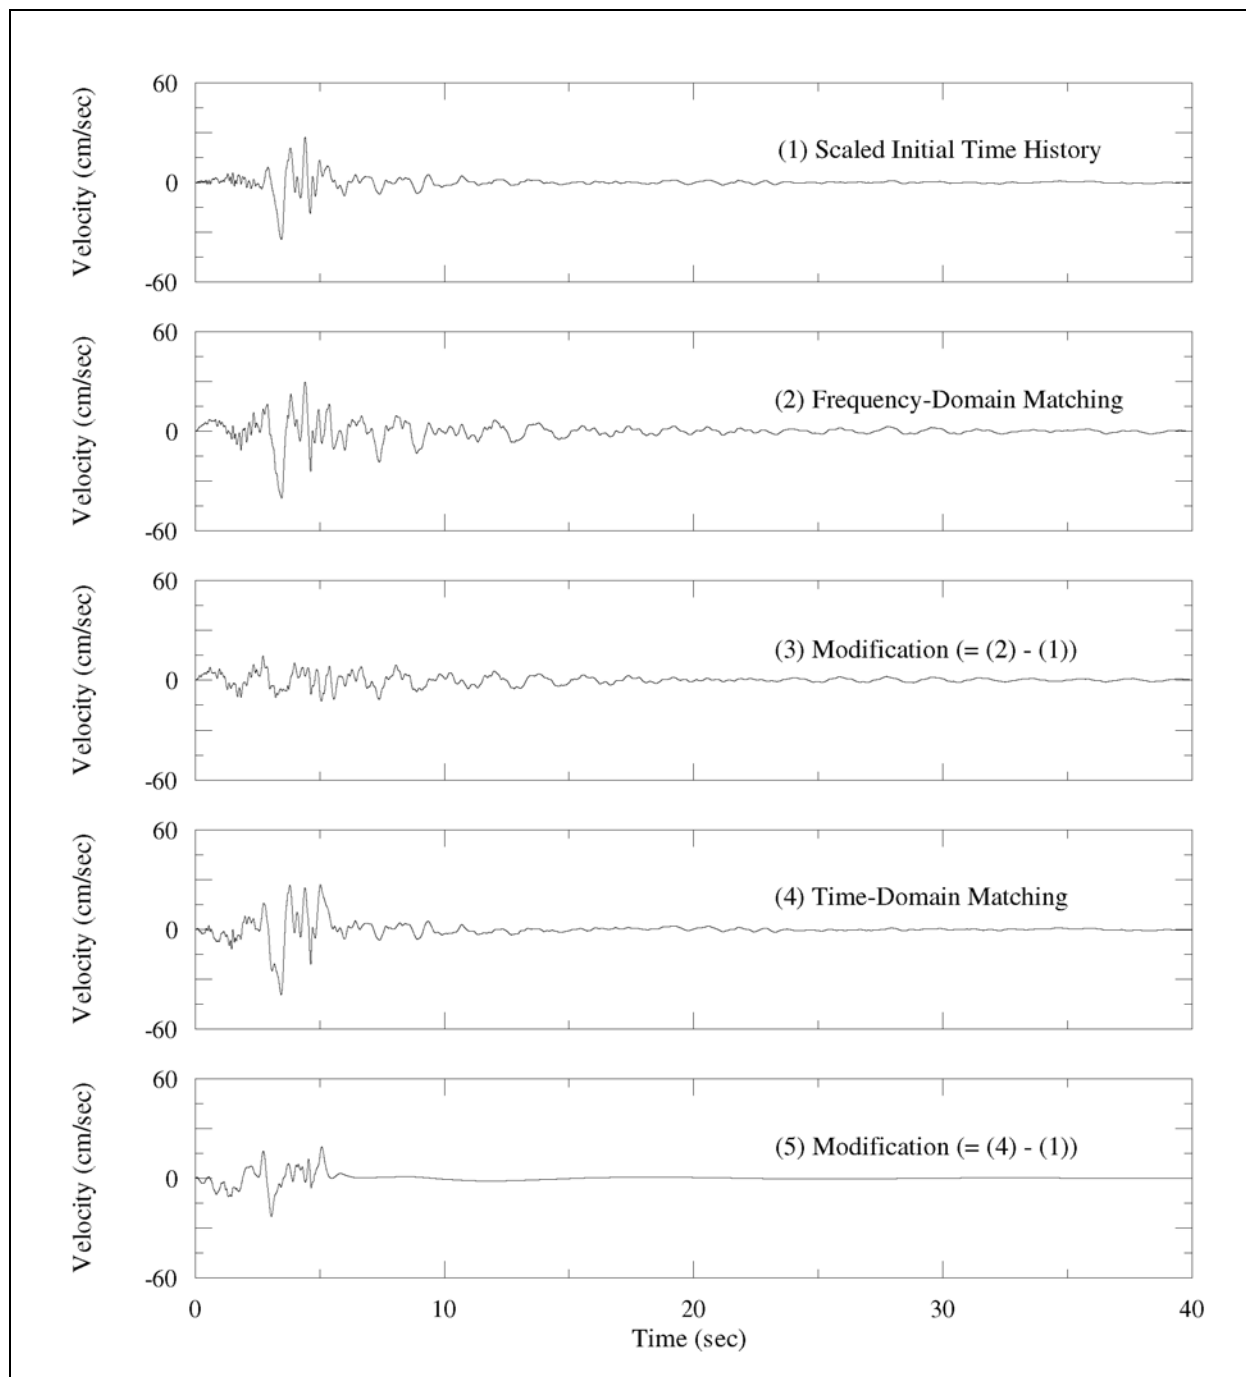 60
0
-60
Velocity (cm/sec)
(1) Scaled Initial Time History
60
0
-60
Velocity (cm/sec)
(2) Frequency-Domain Matching
60
0
-60
Velocity (cm/sec)
(3) Modification (= (2) - (1))
60
0
-60
Velocity (cm/sec)
(4) Time-Domain Matching
60
0
-60
Velocity (cm/sec)
(5) Modification (= (4) - (1))
0 10 20 30 40
Time (sec)